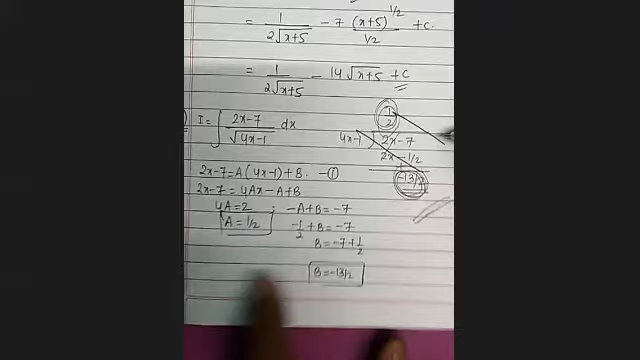 = 1/(2√(x+5)) - 7 (x+5)^(1/2)/(1/2) + C.
= 1/(2√(x+5)) - 14√(x+5) + C
I = ∫ (2x-7)/√(4x-1) dx
1/2
4x-1 ) 2x-7
2x-1/2
-13/2
2x-7 = A(4x-1)+B. -①
2x-7 = 4Ax-A+B
4A=2 ; -A+B=-7
A=1/2 -1/2+B=-7
B=-7+1/2
B=-13/2